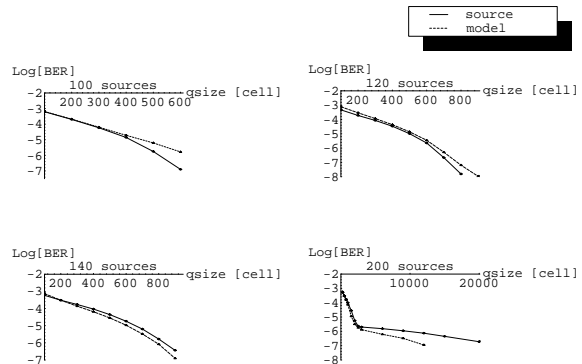 source
model
Log[BER]
100 sources
qsize [cell]
200 300 400 500 600
-2
-3
-4
-5
-6
-7
Log[BER]
120 sources
qsize [cell]
200 400 600 800
-2
-3
-4
-5
-6
-7
-8
Log[BER]
140 sources
qsize [cell]
200 400 600 800
-2
-3
-4
-5
-6
-7
Log[BER]
200 sources
qsize [cell]
10000 20000
-2
-3
-4
-5
-6
-7
-8